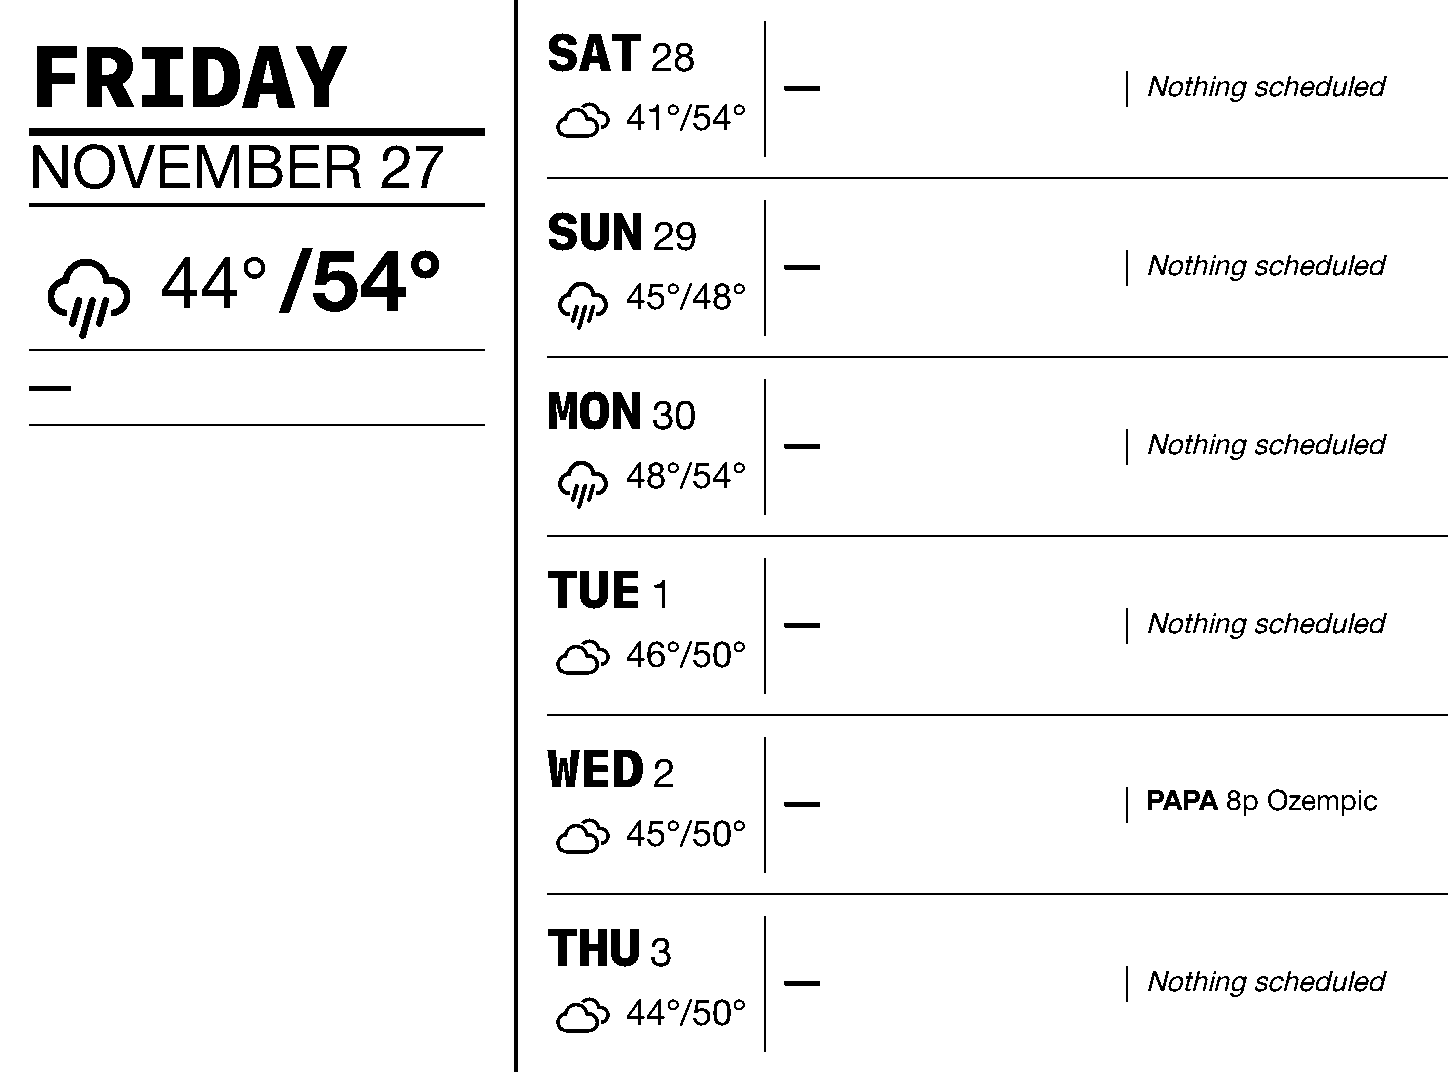 FRIDAY
NOVEMBER 27
44° /54°
—
SAT 28
41°/54°
—
Nothing scheduled
SUN 29
45°/48°
—
Nothing scheduled
MON 30
48°/54°
—
Nothing scheduled
TUE 1
46°/50°
—
Nothing scheduled
WED 2
45°/50°
—
PAPA 8p Ozempic
THU 3
44°/50°
—
Nothing scheduled